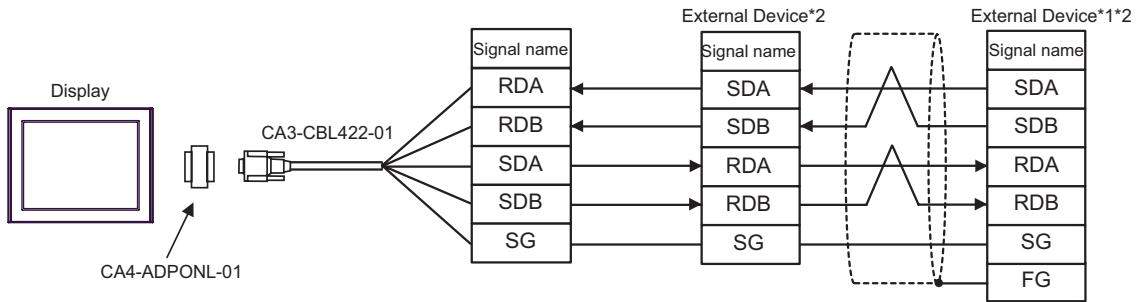 Display
CA4-ADPONL-01
CA3-CBL422-01
Signal name
RDA
RDB
SDA
SDB
SG
External Device*2
Signal name
SDA
SDB
RDA
RDB
SG
External Device*1*2
Signal name
SDA
SDB
RDA
RDB
SG
FG